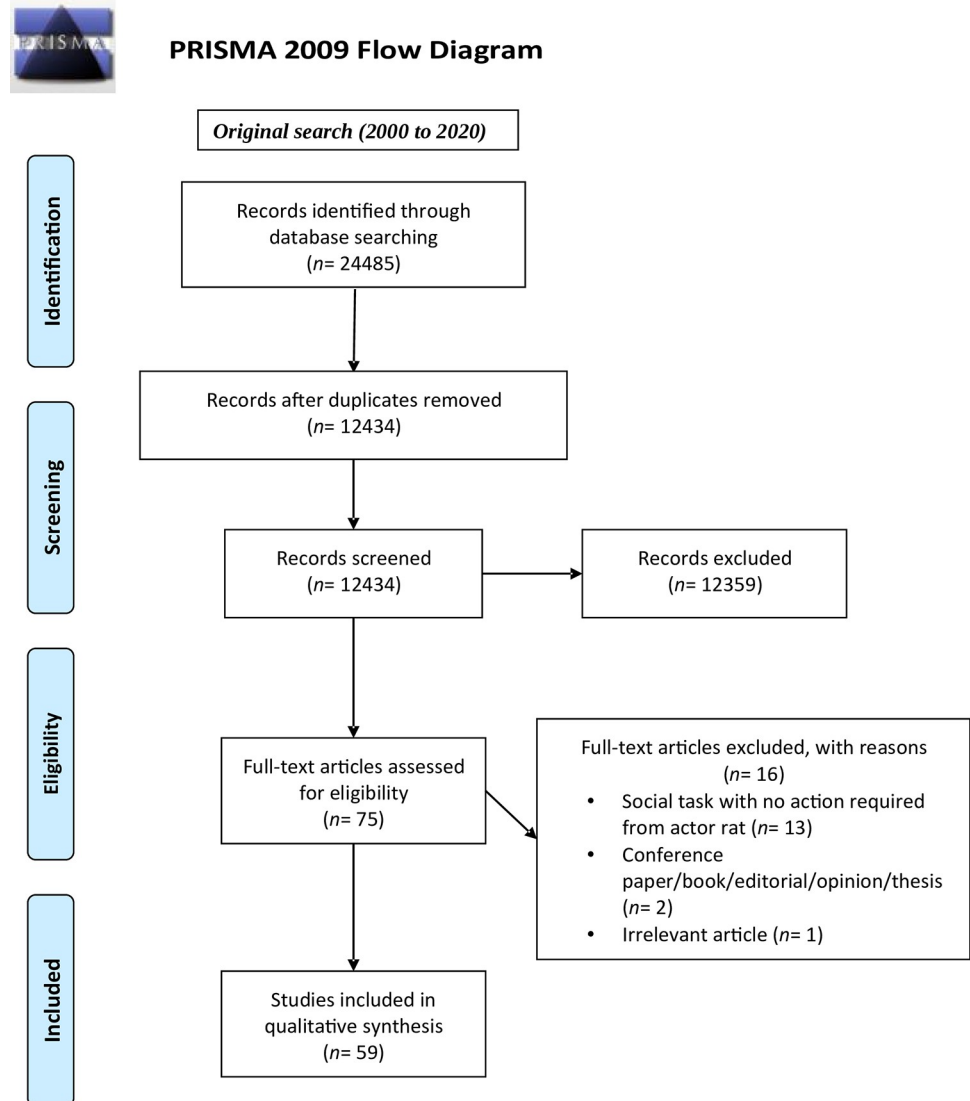 PRISMA
PRISMA 2009 Flow Diagram
Original search (2000 to 2020)
Identification
Records identified through
database searching
(n= 24485)
Records after duplicates removed
(n= 12434)
Screening
Records screened
(n= 12434)
Records excluded
(n= 12359)
Eligibility
Full-text articles assessed
for eligibility
(n= 75)
Full-text articles excluded, with reasons
(n= 16)
• Social task with no action required
from actor rat (n= 13)
• Conference
paper/book/editorial/opinion/thesis
(n= 2)
• Irrelevant article (n= 1)
Included
Studies included in
qualitative synthesis
(n= 59)